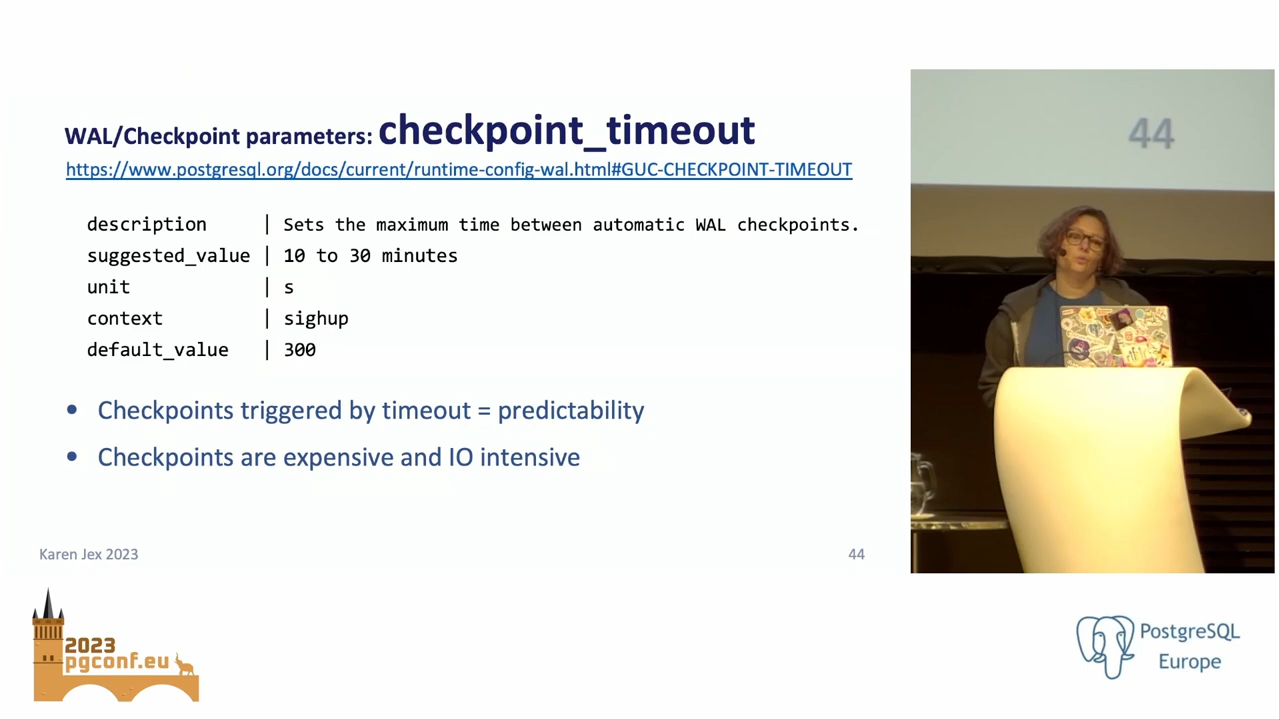 WAL/Checkpoint parameters: checkpoint_timeout
https://www.postgresql.org/docs/current/runtime-config-wal.html#GUC-CHECKPOINT-TIMEOUT
description | Sets the maximum time between automatic WAL checkpoints.
suggested_value | 10 to 30 minutes
unit | s
context | sighup
default_value | 300
• Checkpoints triggered by timeout = predictability
• Checkpoints are expensive and IO intensive
Karen Jex 2023
44
44
2023
pgconf.eu
PostgreSQL
Europe